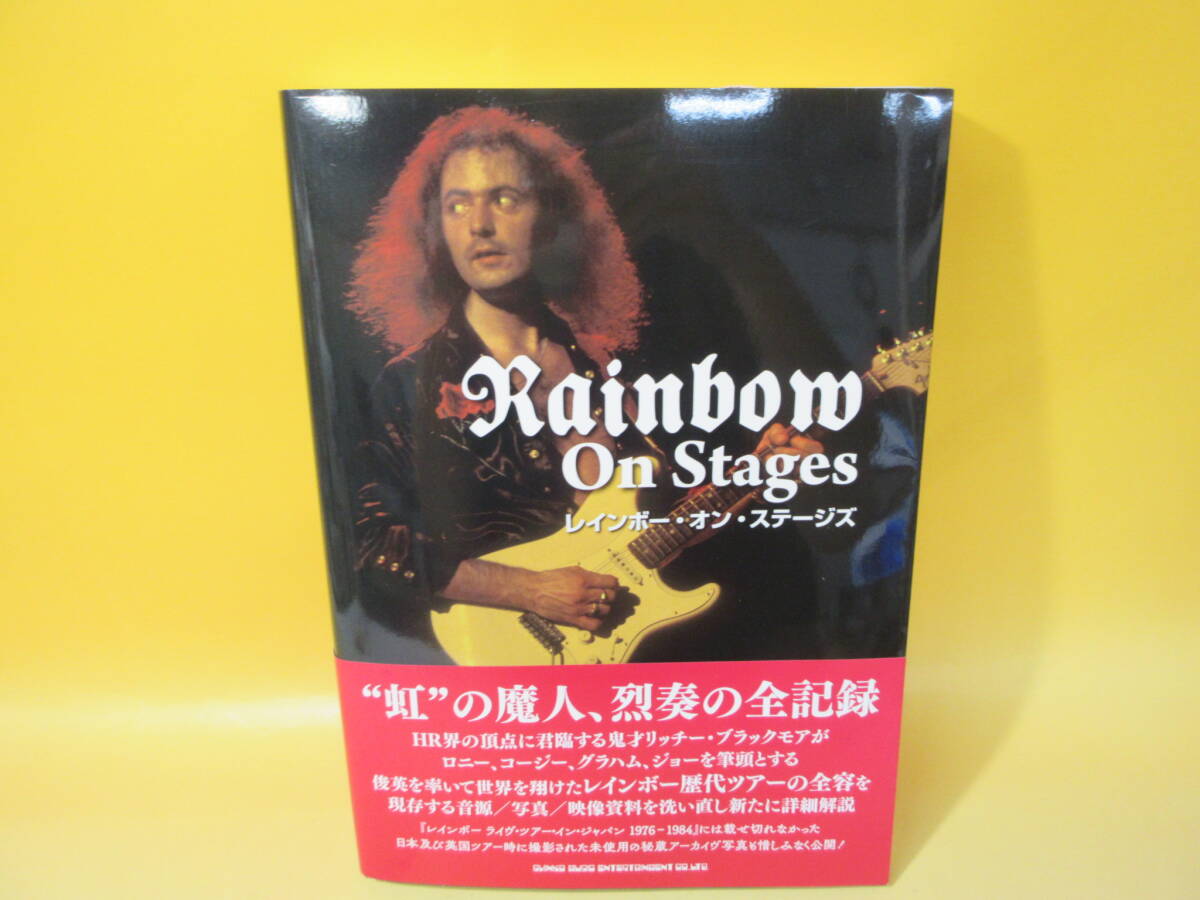 Rainbow
On Stages
レインボー・オン・ステージズ
“虹”の魔人、烈奏の全記録
HR界の頂点に君臨する鬼才リッチー・ブラックモアが
ロニー、コージー、グラハム、ジョーを筆頭とする
俊英を率いて世界を翔けたレインボー歴代ツアーの全容を
現存する音源／写真／映像資料を洗い直し新たに詳細解説
『レインボー ライヴ・ツアー・イン・ジャパン 1976-1984』には載せ切れなかった
日本及び英国ツアー時に撮影された未使用の秘蔵アーカイヴ写真も惜しみなく公開！
SHINKO MUSIC ENTERTAINMENT CO.,LTD.